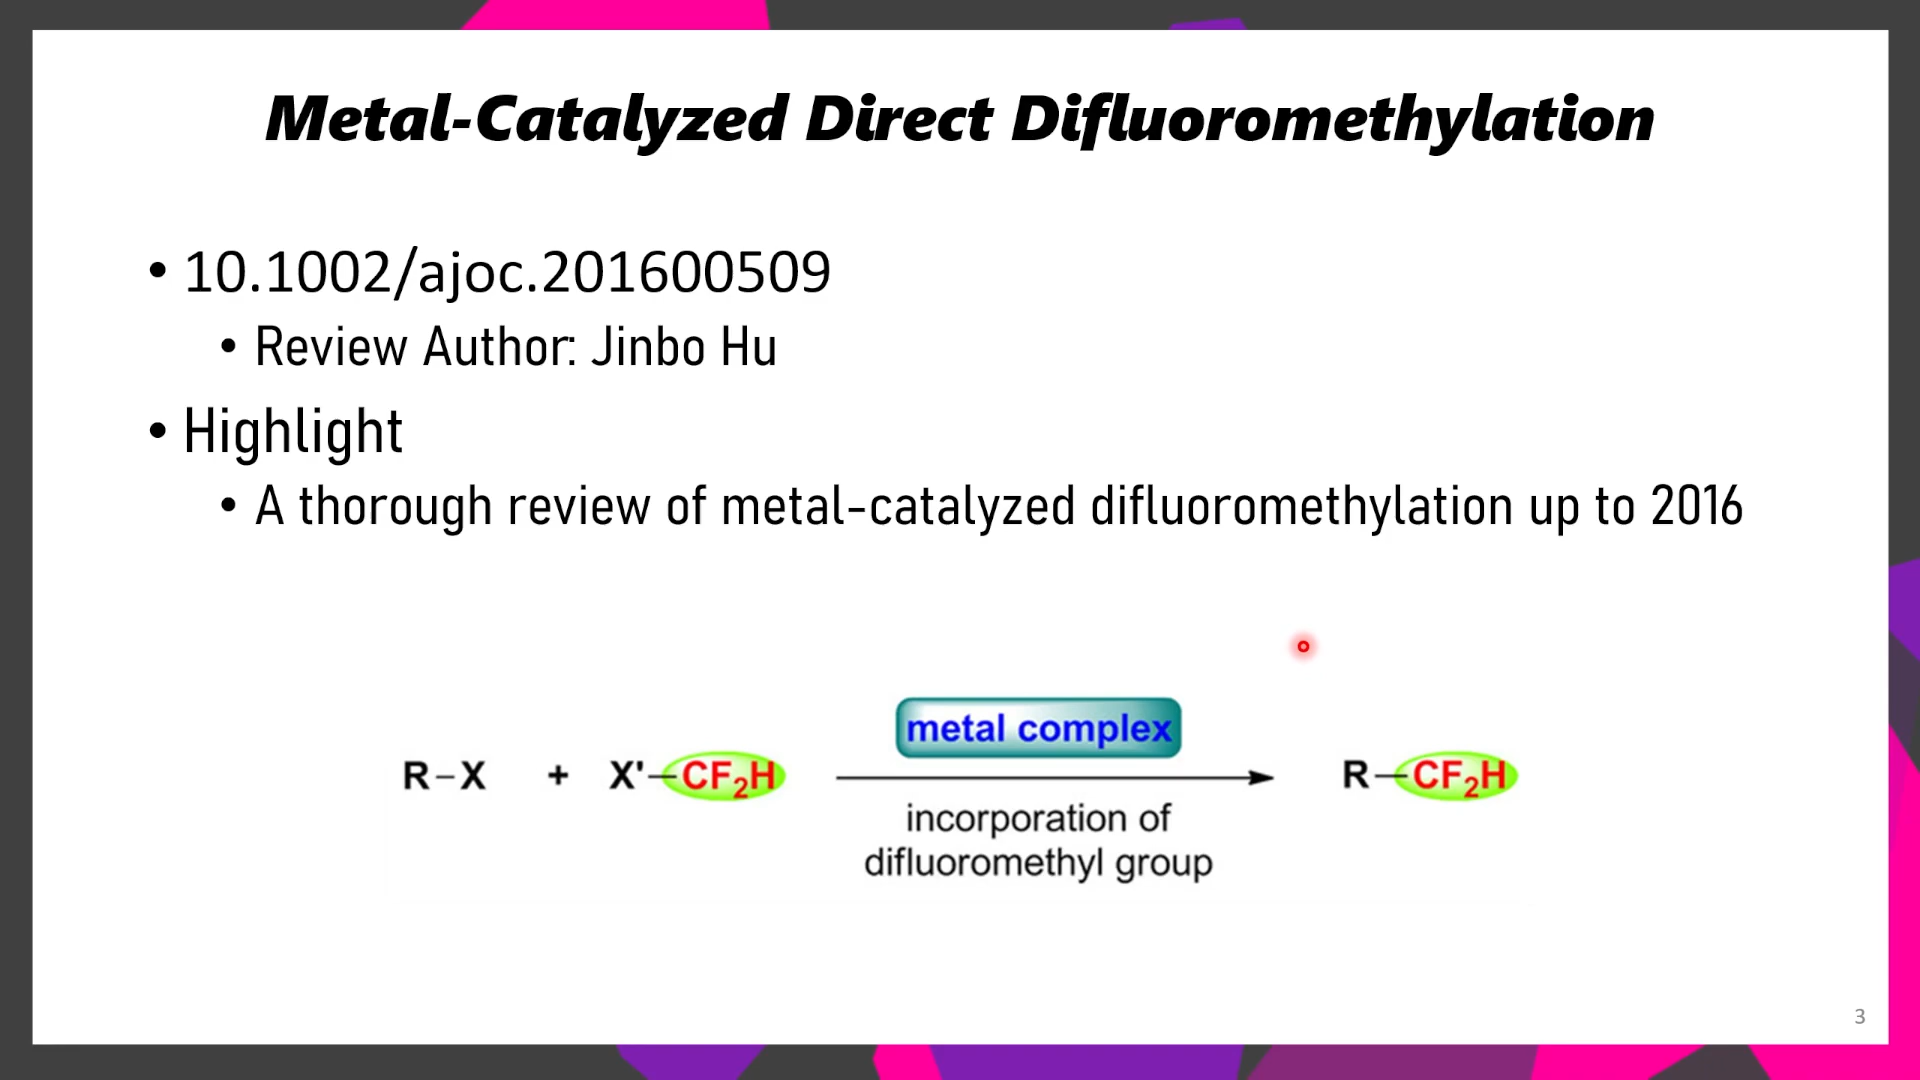 Metal-Catalyzed Direct Difluoromethylation
• 10.1002/ajoc.201600509
• Review Author: Jinbo Hu
• Highlight
• A thorough review of metal-catalyzed difluoromethylation up to 2016
metal complex
R–X + X'–CF₂H R–CF₂H
incorporation of
difluoromethyl group
3